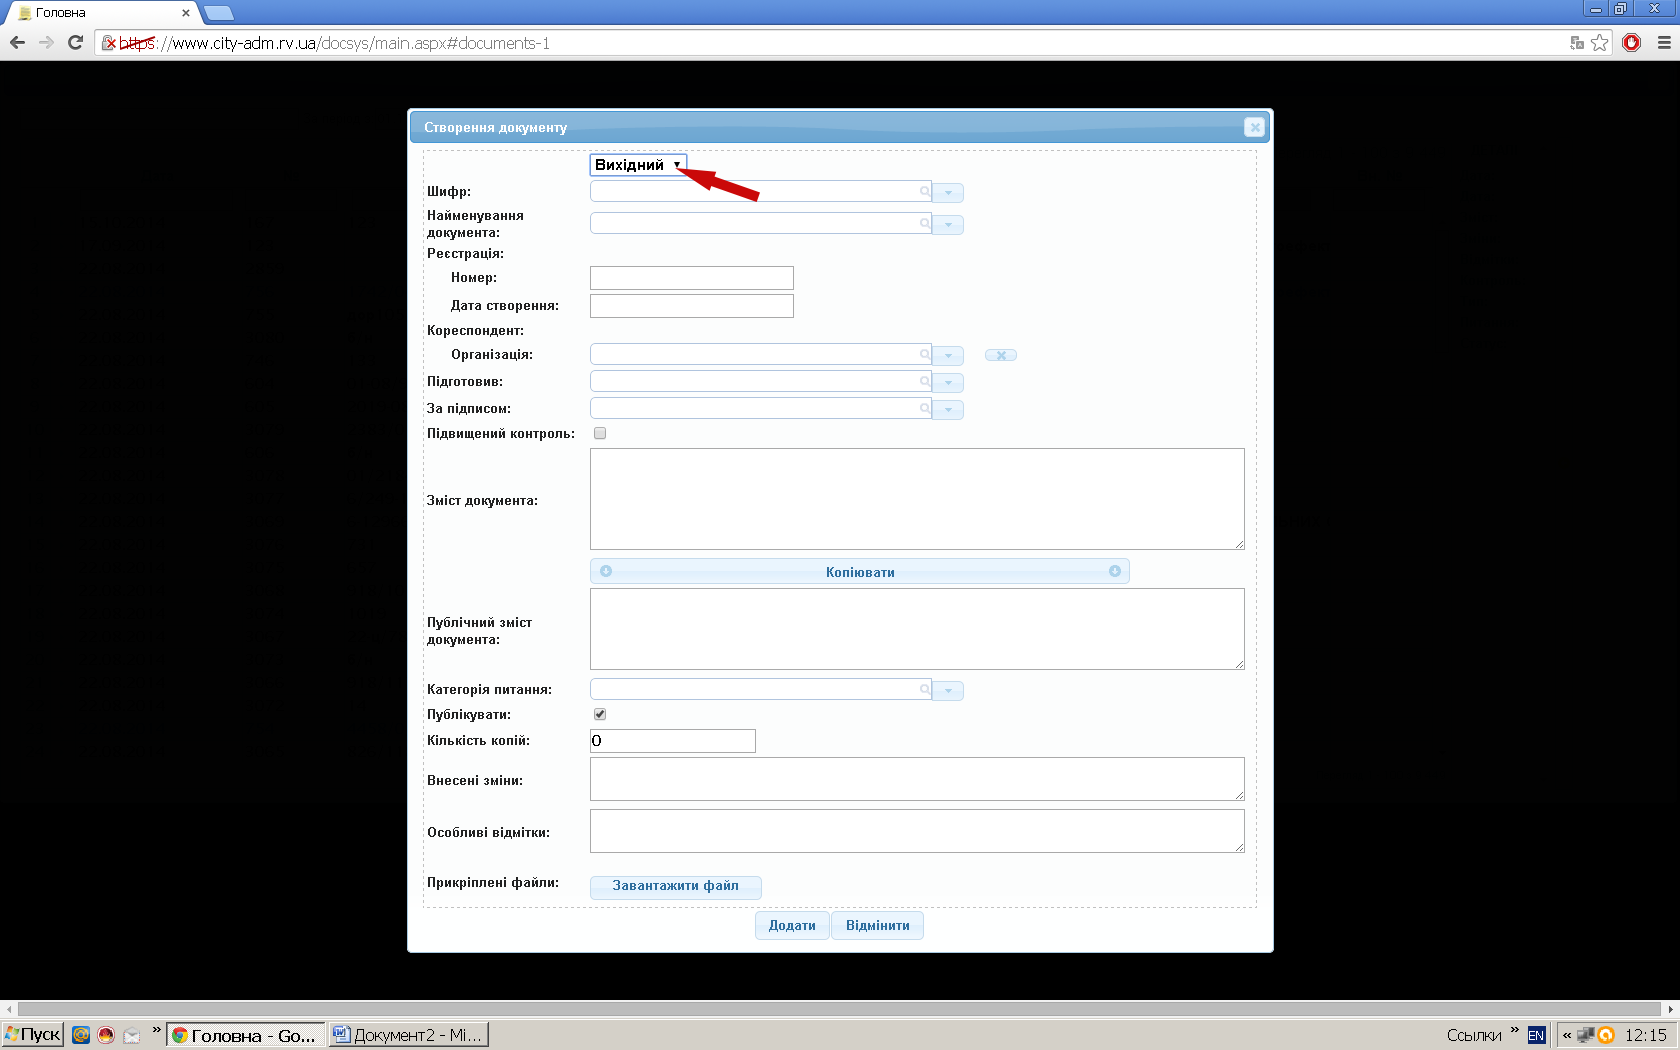 Головна
https://www.city-adm.rv.ua/docsys/main.aspx#documents-1
Створення документу
Вихідний
Шифр:
Найменування
документа:
Реєстрація:
Номер:
Дата створення:
Кореспондент:
Організація:
Підготовив:
За підписом:
Підвищений контроль:
Зміст документа:
Копіювати
Публічний зміст
документа:
Категорія питання:
Публікувати:
Кількість копій:
0
Внесені зміни:
Особливі відмітки:
Прикріплені файли:
Завантажити файл
Додати
Відмінити
Пуск
»
Головна - Go...
Документ2 - Mi...
Ссылки
»
EN
«
12:15